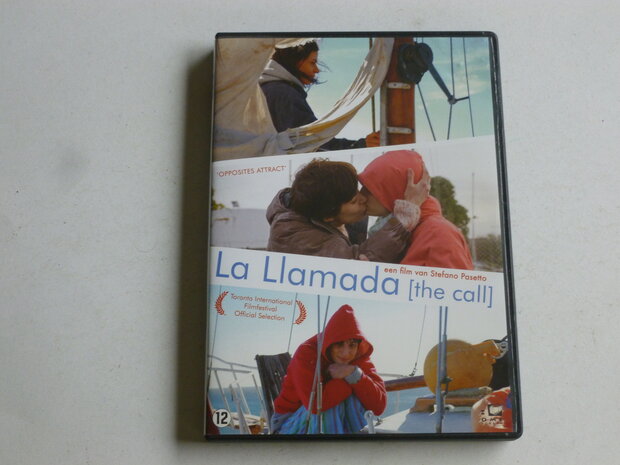 'OPPOSITES ATTRACT'
een film van Stefano Pasetto
La Llamada [the call]
Toronto International
Filmfestival
Official Selection
12